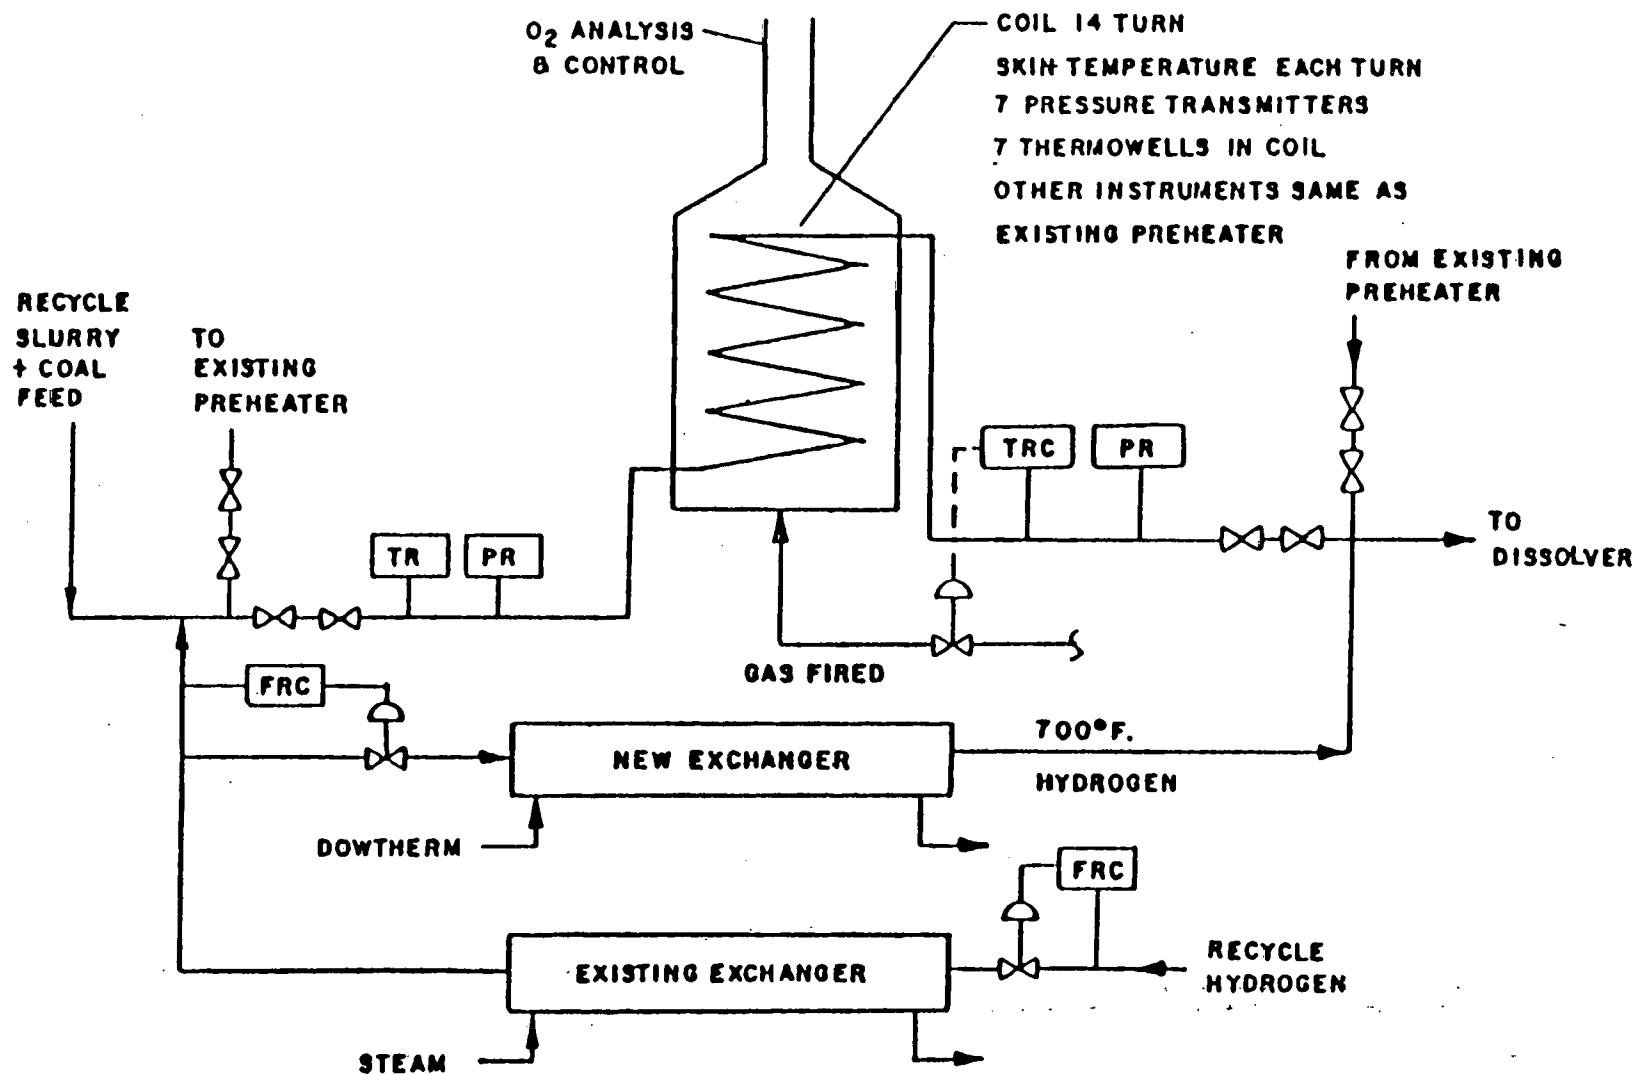 O2 ANALYSIS
& CONTROL
COIL 14 TURN
SKIN TEMPERATURE EACH TURN
7 PRESSURE TRANSMITTERS
7 THERMOWELLS IN COIL
OTHER INSTRUMENTS SAME AS
EXISTING PREHEATER
FROM EXISTING
PREHEATER
RECYCLE
SLURRY
+ COAL
FEED
TO
EXISTING
PREHEATER
TRC
PR
TO
DISSOLVER
TR
PR
GAS FIRED
FRC
NEW EXCHANGER
700°F.
HYDROGEN
DOWTHERM
FRC
EXISTING EXCHANGER
RECYCLE
HYDROGEN
STEAM